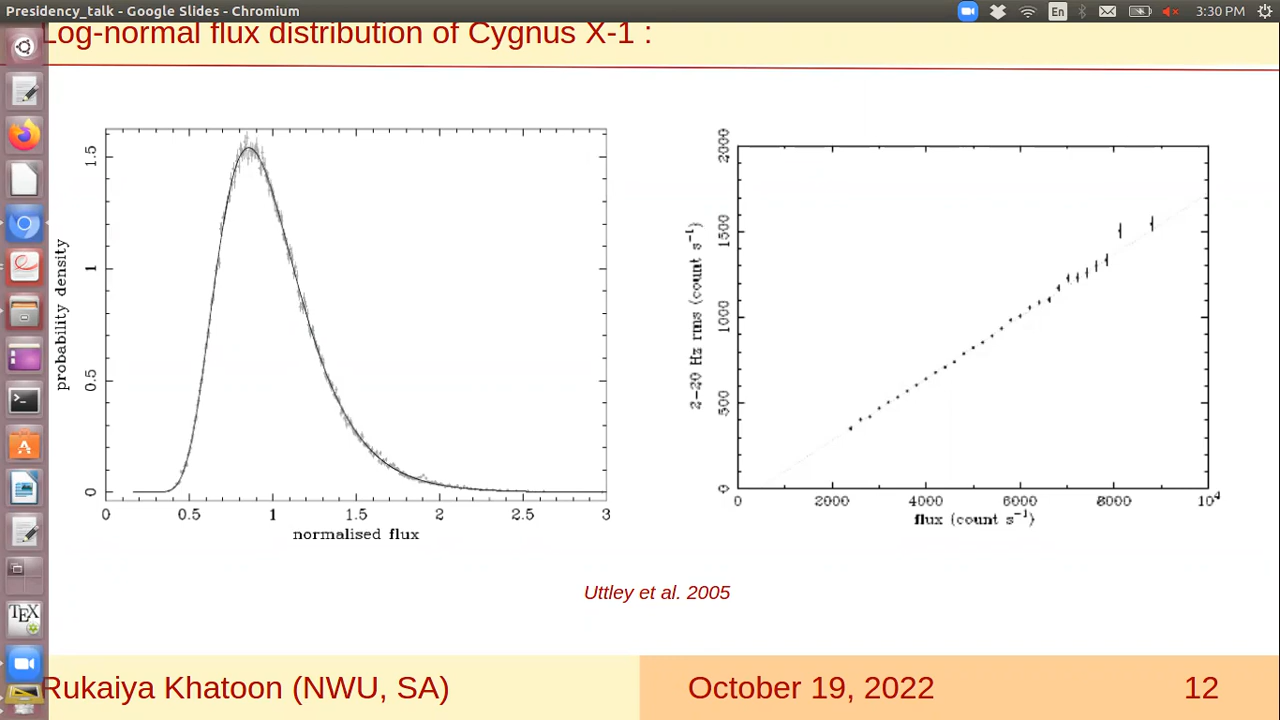 Presidency_talk - Google Slides - Chromium
En
3:30 PM
Log-normal flux distribution of Cygnus X-1 :
probability density
1.5
1
0.5
0
0 0.5 1 1.5 2 2.5 3
normalised flux
2-20 Hz rms (count s⁻¹)
2000
1500
1000
500
0
0 2000 4000 6000 8000 10⁴
flux (count s⁻¹)
Uttley et al. 2005
TEX
Rukaiya Khatoon (NWU, SA)
October 19, 2022
12